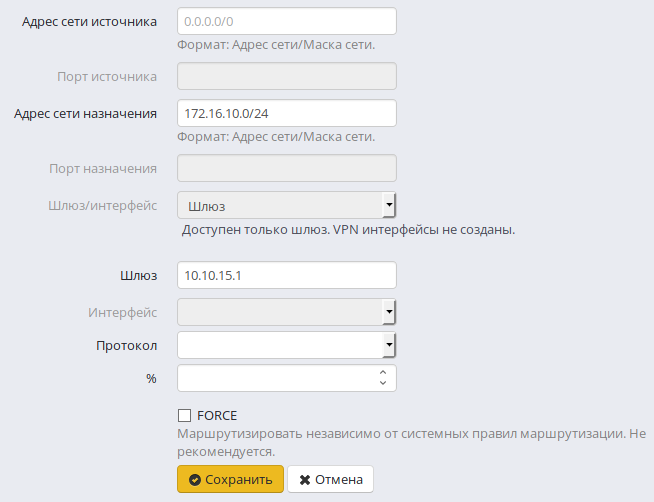 Адрес сети источника 0.0.0.0/0
Формат: Адрес сети/Маска сети.
Порт источника
Адрес сети назначения 172.16.10.0/24
Формат: Адрес сети/Маска сети.
Порт назначения
Шлюз/интерфейс Шлюз
Доступен только шлюз. VPN интерфейсы не созданы.
Шлюз 10.10.15.1
Интерфейс
Протокол
%
FORCE
Маршрутизировать независимо от системных правил маршрутизации. Не
рекомендуется.
Сохранить Отмена